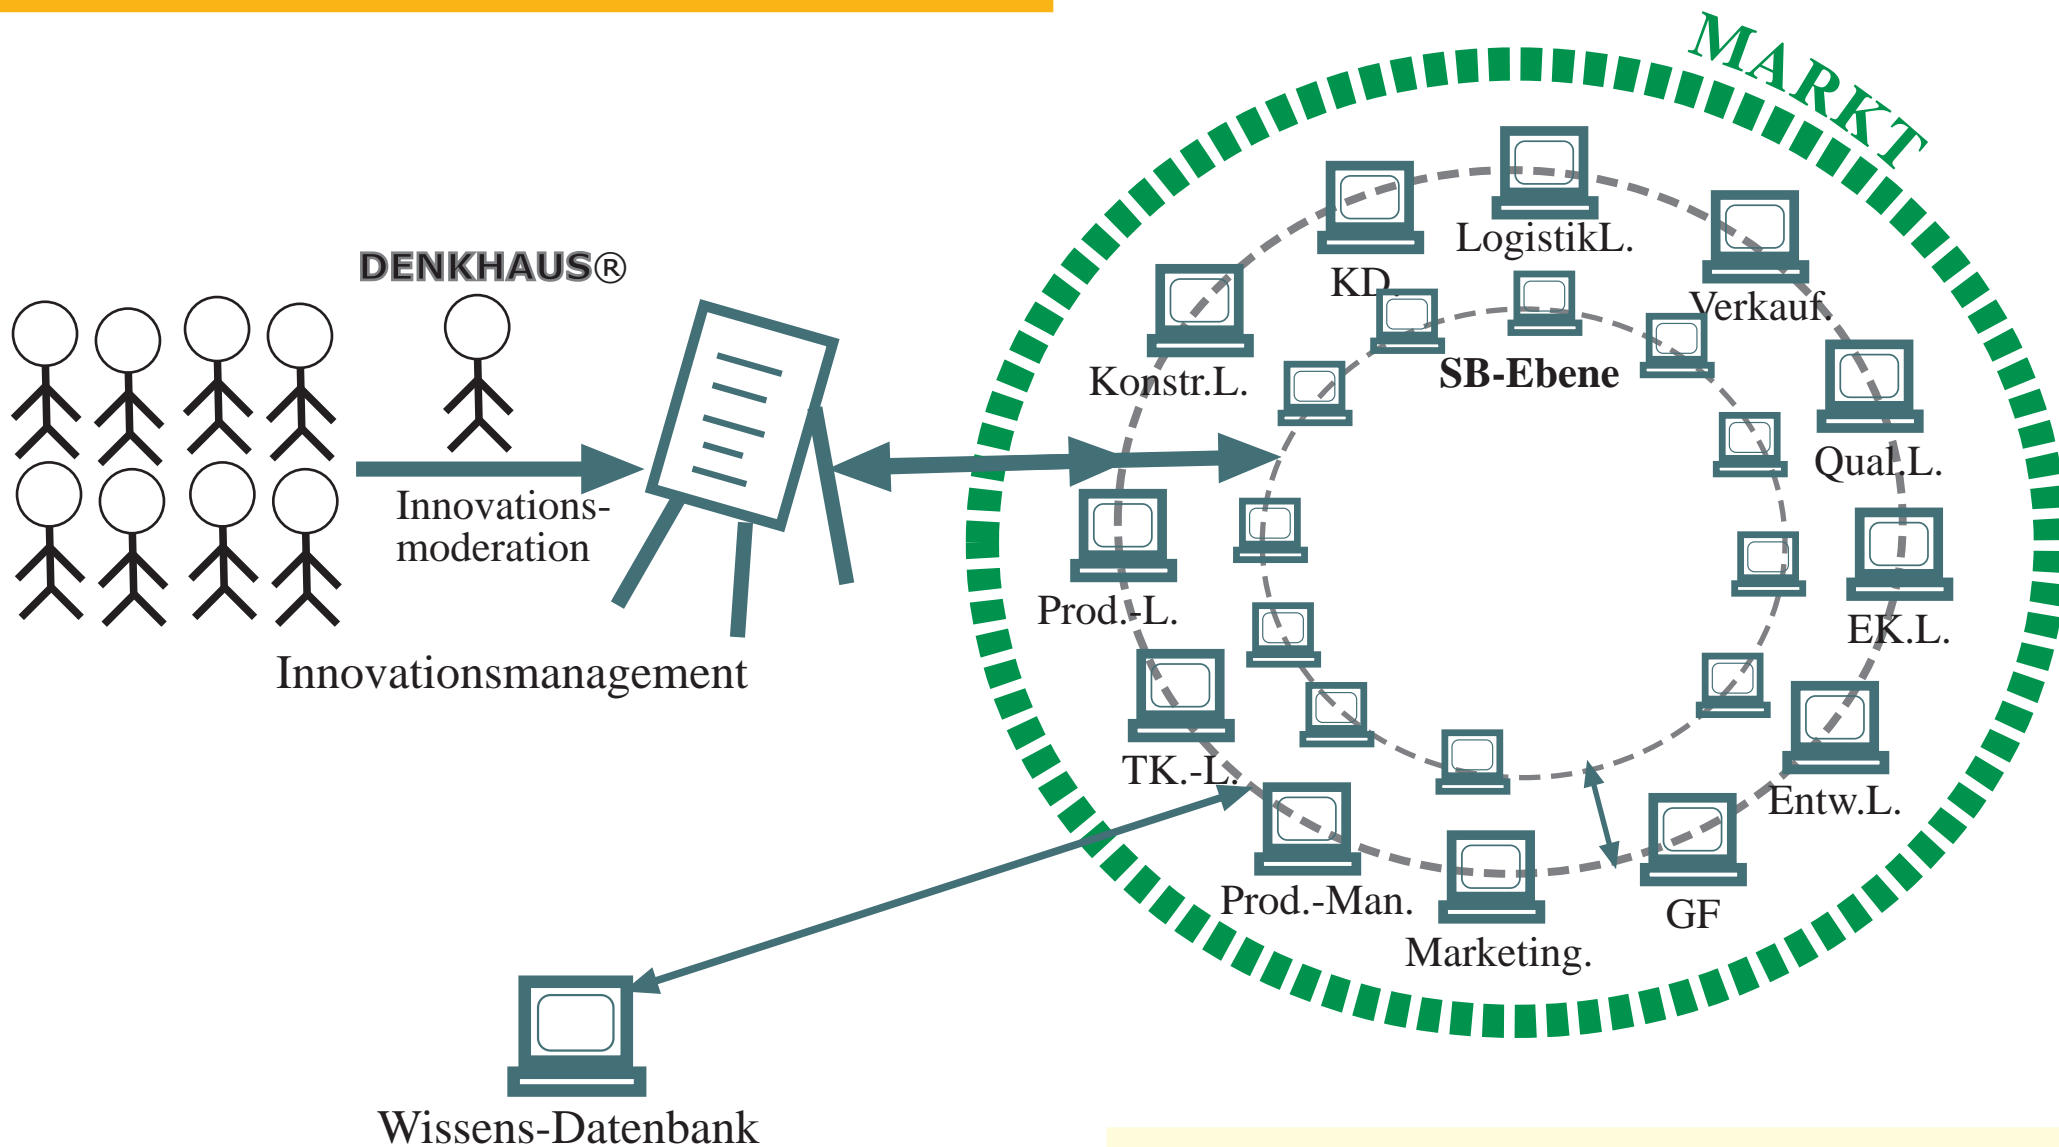 MARKT
DENKHAUS®
LogistikL.
KD.
Verkauf.
Konstr.L.
SB-Ebene
Qual.L.
Innovations-
moderation
Prod.-L.
EK.L.
Innovationsmanagement
TK.-L.
Entw.L.
Prod.-Man.
GF
Marketing.
Wissens-Datenbank